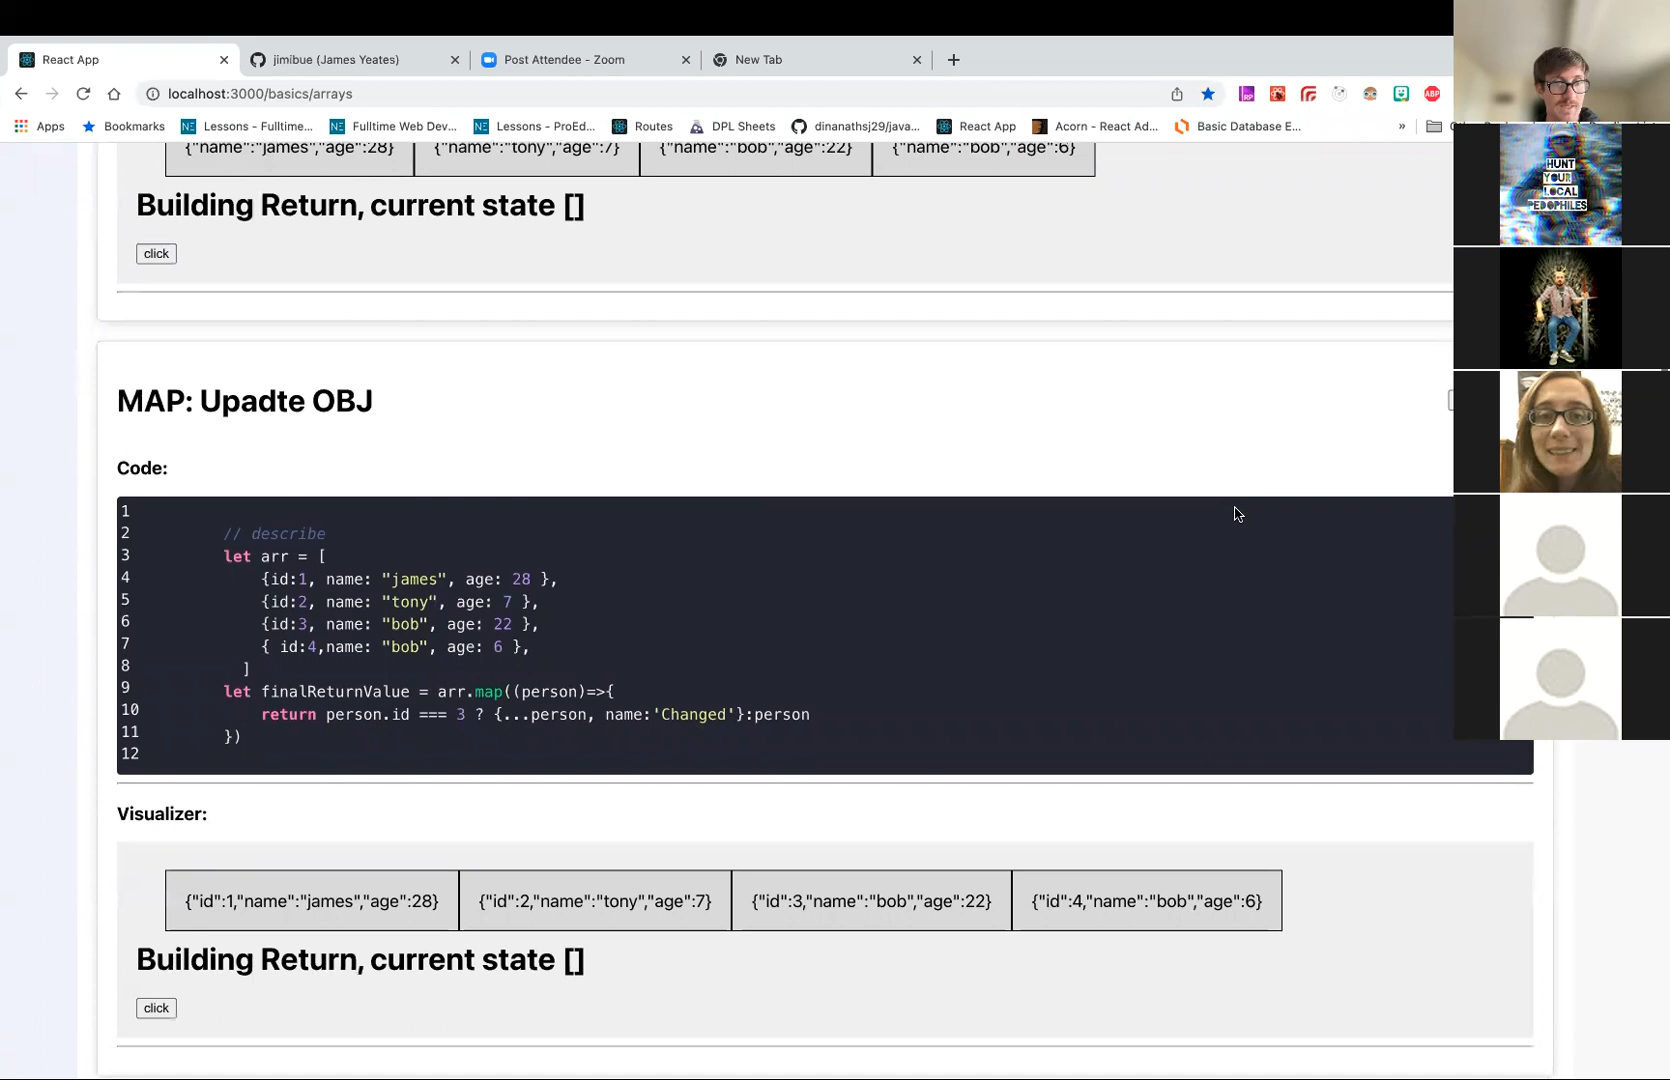 React App
jimibue (James Yeates)
Post Attendee - Zoom
New Tab
localhost:3000/basics/arrays
Apps
Bookmarks
Lessons - Fulltime...
Fulltime Web Dev...
Lessons - ProEd...
Routes
DPL Sheets
dinanathsj29/java...
React App
Acorn - React Ad...
Basic Database E...
»
{"name":"james","age":28}
{"name":"tony","age":7}
{"name":"bob","age":22}
{"name":"bob","age":6}
Building Return, current state []
click
MAP: Upadte OBJ
Code:
1
2 // describe
3 let arr = [
4 {id:1, name: "james", age: 28 },
5 {id:2, name: "tony", age: 7 },
6 {id:3, name: "bob", age: 22 },
7 { id:4,name: "bob", age: 6 },
8 ]
9 let finalReturnValue = arr.map((person)=>{
10 return person.id === 3 ? {...person, name:'Changed'}:person
11 })
12
Visualizer:
{"id":1,"name":"james","age":28}
{"id":2,"name":"tony","age":7}
{"id":3,"name":"bob","age":22}
{"id":4,"name":"bob","age":6}
Building Return, current state []
click
ABP
HUNT
YOUR
LOCAL
PEDOPHILES